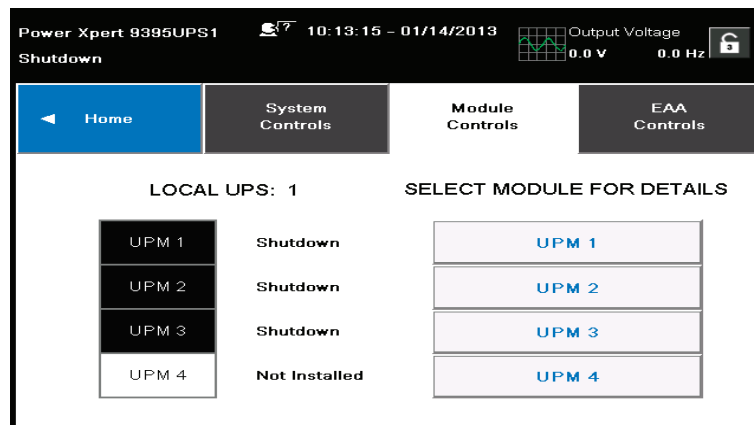 Power Xpert 9395UPS1
? 10:13:15 - 01/14/2013
Output Voltage
Shutdown
0.0 V 0.0 Hz
3
Home
System
Controls
Module
Controls
EAA
Controls
LOCAL UPS: 1
SELECT MODULE FOR DETAILS
UPM 1 Shutdown UPM 1
UPM 2 Shutdown UPM 2
UPM 3 Shutdown UPM 3
UPM 4 Not Installed UPM 4